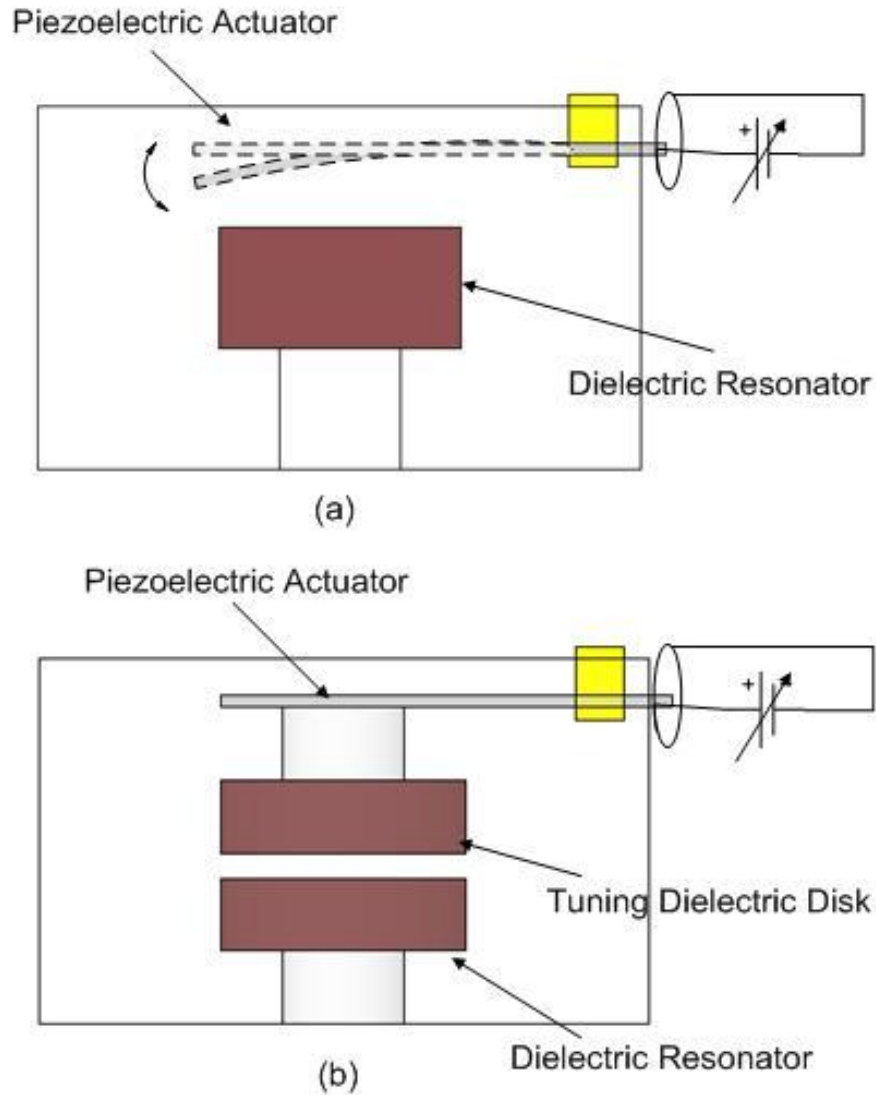 Piezoelectric Actuator
+
Dielectric Resonator
(a)
Piezoelectric Actuator
+
Tuning Dielectric Disk
Dielectric Resonator
(b)